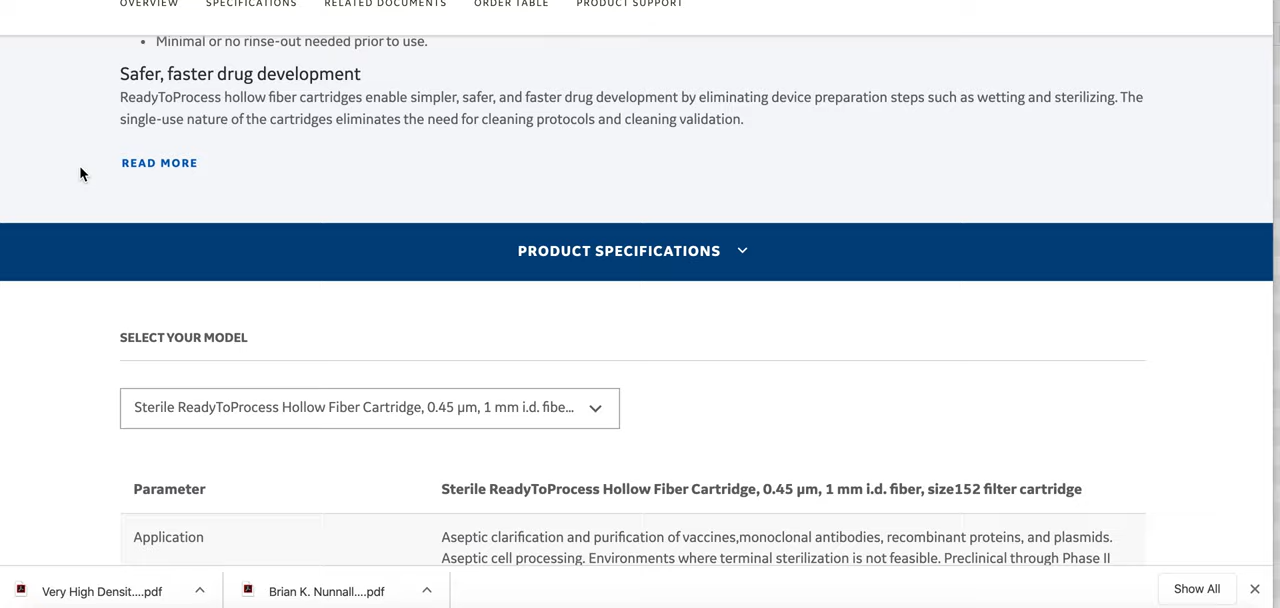 OVERVIEW SPECIFICATIONS RELATED DOCUMENTS ORDER TABLE PRODUCT SUPPORT
• Minimal or no rinse-out needed prior to use.
Safer, faster drug development
ReadyToProcess hollow fiber cartridges enable simpler, safer, and faster drug development by eliminating device preparation steps such as wetting and sterilizing. The
single-use nature of the cartridges eliminates the need for cleaning protocols and cleaning validation.
READ MORE
PRODUCT SPECIFICATIONS
SELECT YOUR MODEL
Sterile ReadyToProcess Hollow Fiber Cartridge, 0.45 µm, 1 mm i.d. fibe...
Parameter Sterile ReadyToProcess Hollow Fiber Cartridge, 0.45 µm, 1 mm i.d. fiber, size152 filter cartridge
Application Aseptic clarification and purification of vaccines,monoclonal antibodies, recombinant proteins, and plasmids.
Aseptic cell processing. Environments where terminal sterilization is not feasible. Preclinical through Phase II
Very High Densit....pdf Brian K. Nunnall....pdf Show All